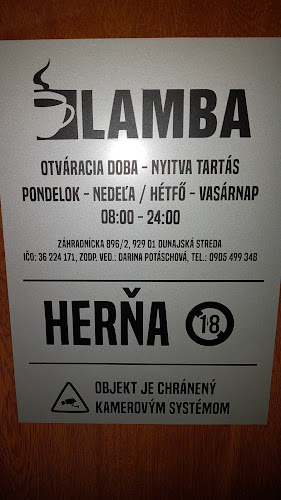 LAMBA
OTVÁRACIA DOBA - NYITVA TARTÁS
PONDELOK - NEDEĽA / HÉTFŐ - VASÁRNAP
08:00 - 24:00
ZÁHRADNÍCKA 896/2, 929 01 DUNAJSKÁ STREDA
IČO: 36 224 171, ZODP. VED.: DARINA POTÁSCHOVÁ, TEL.: 0905 499 348
HERŇA 18
OBJEKT JE CHRÁNENÝ
KAMEROVÝM SYSTÉMOM